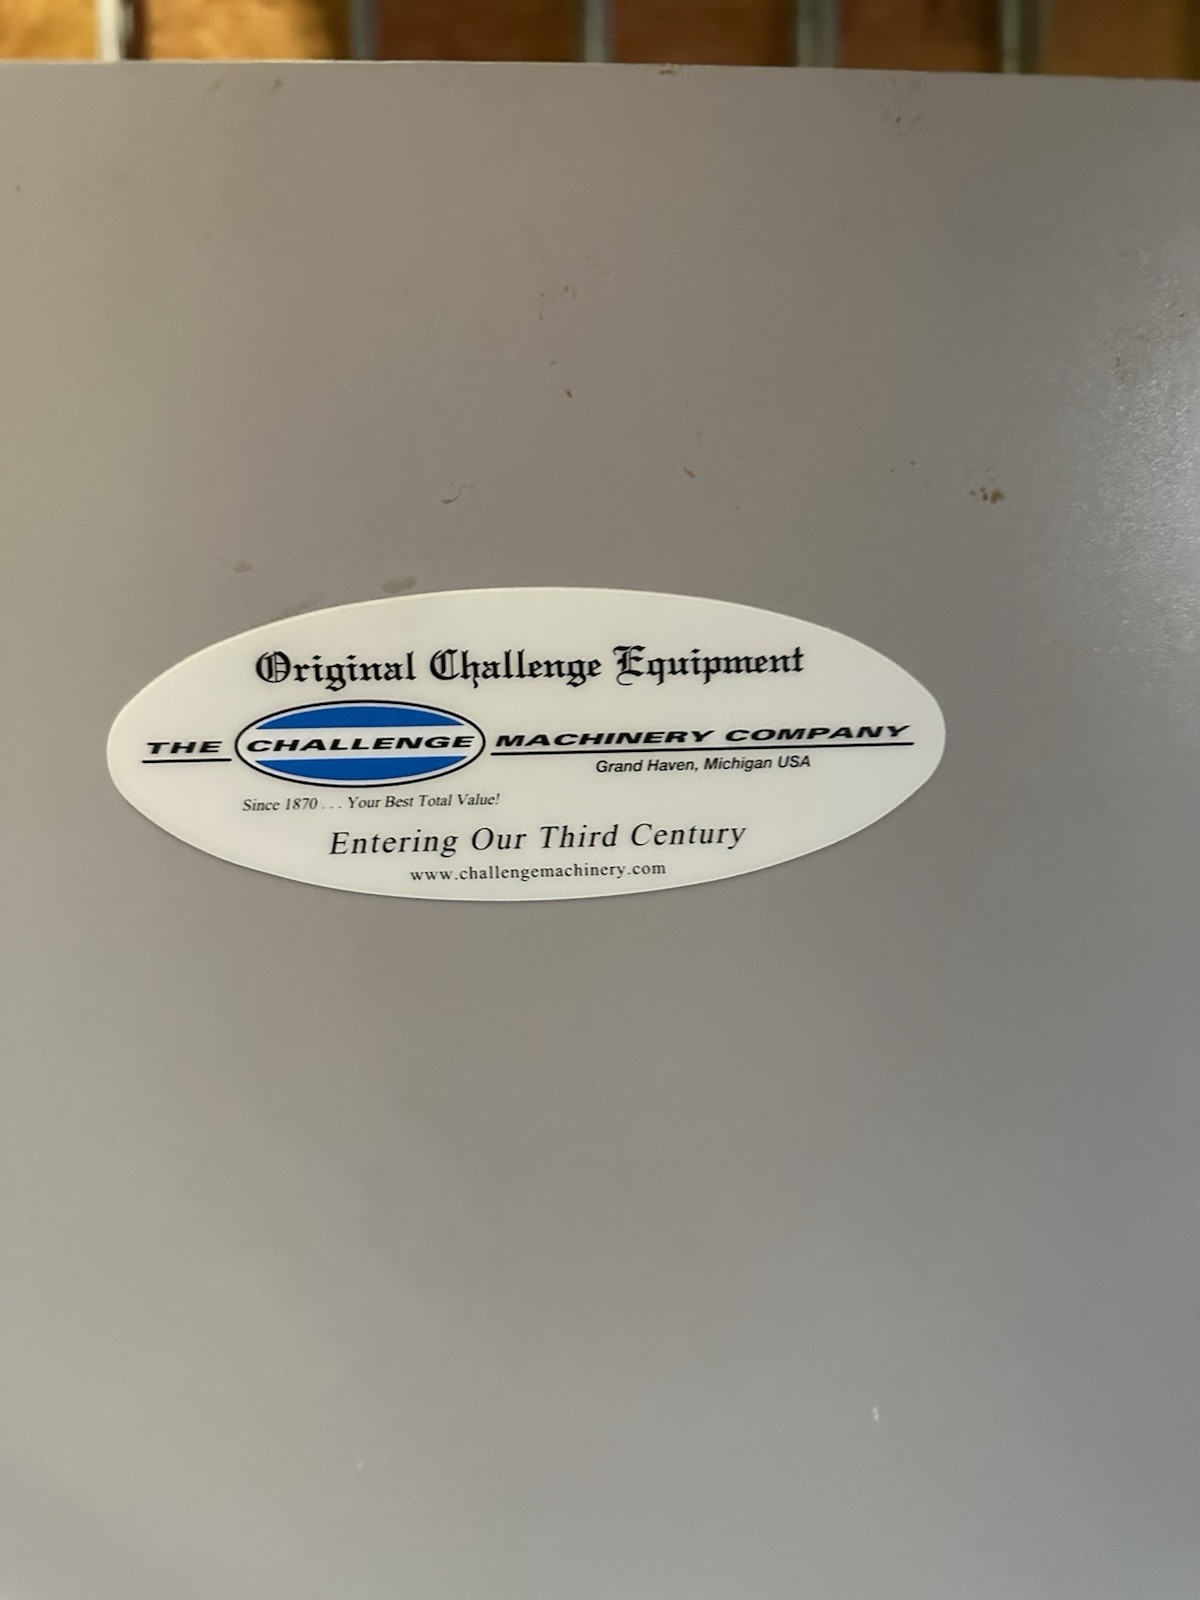 Original Challenge Equipment
THE CHALLENGE MACHINERY COMPANY
Grand Haven, Michigan USA
Since 1870 . . . Your Best Total Value!
Entering Our Third Century
www.challengemachinery.com